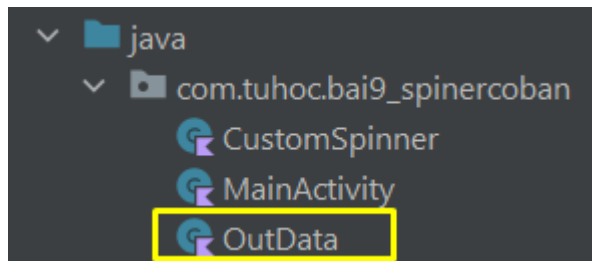 java
com.tuhoc.bai9_spinercoban
CustomSpinner
MainActivity
OutData